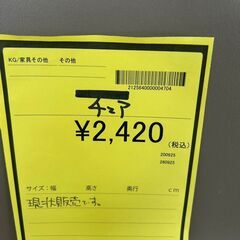 KG/家具その他 その他
2125640000004704
チェア
¥2,420
(税込)
200925
280925
サイズ:幅 高さ 奥行 cm
現状販売です。